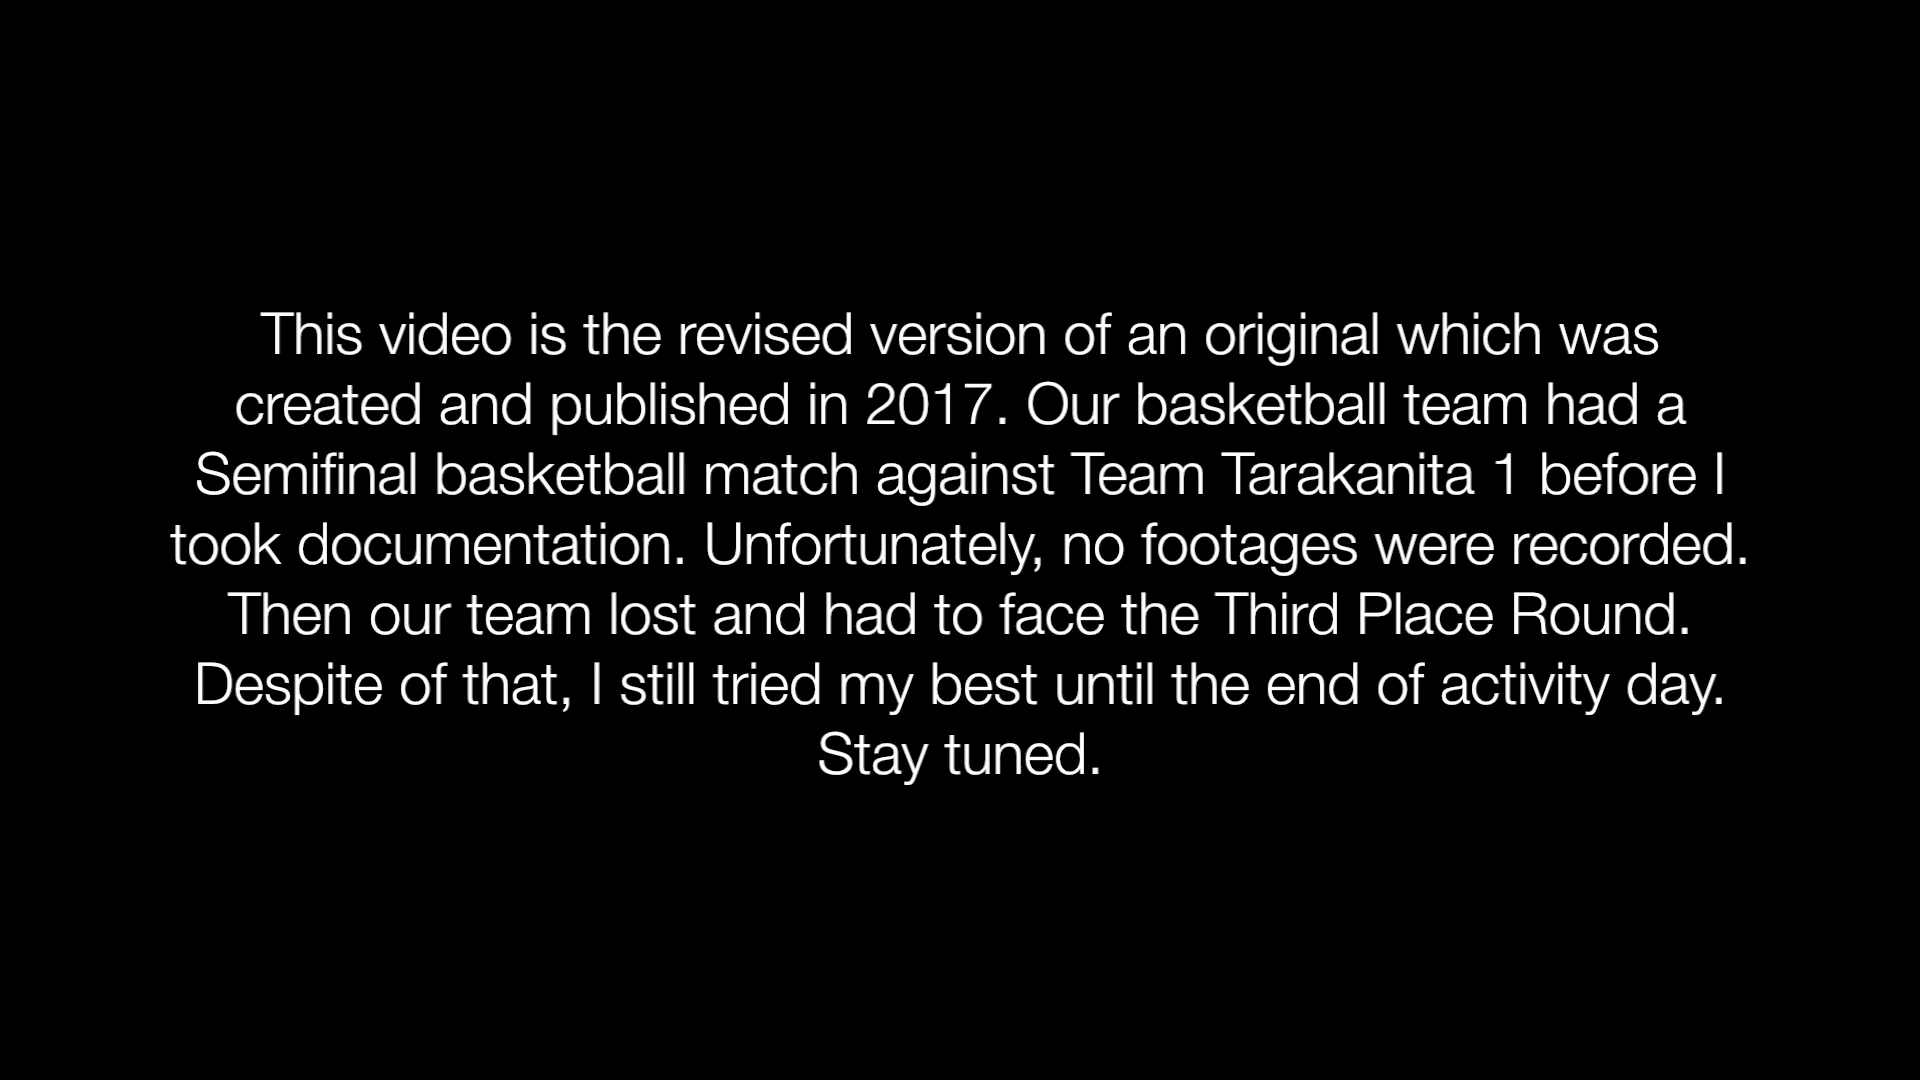 This video is the revised version of an original which was
created and published in 2017. Our basketball team had a
Semifinal basketball match against Team Tarakanita 1 before I
took documentation. Unfortunately, no footages were recorded.
Then our team lost and had to face the Third Place Round.
Despite of that, I still tried my best until the end of activity day.
Stay tuned.